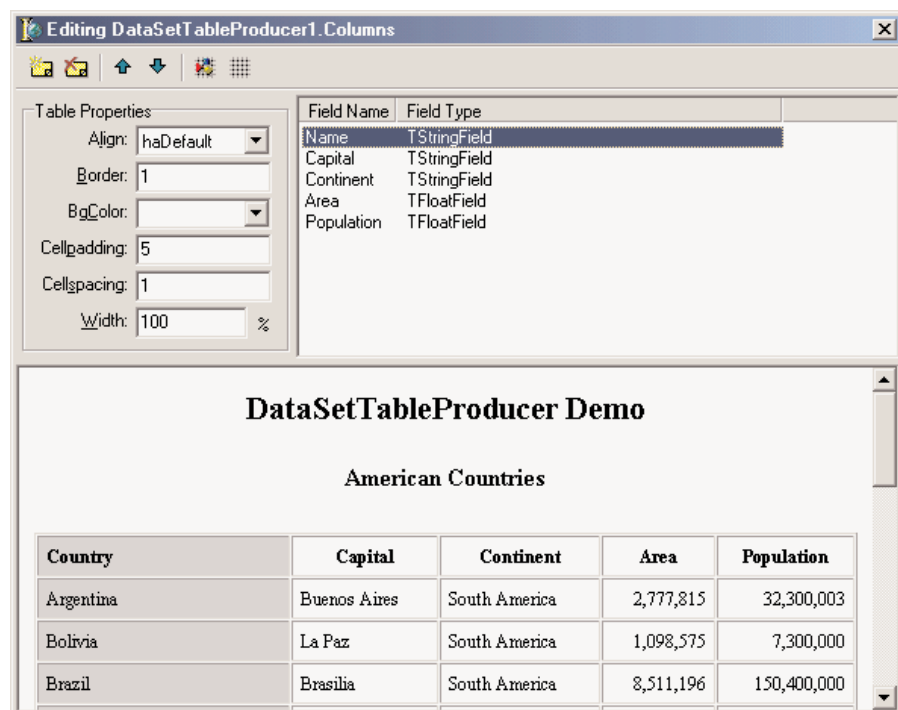 Editing DataSetTableProducer1.Columns
Table Properties
Align: haDefault
Border: 1
BgColor:
Cellpadding: 5
Cellspacing: 1
Width: 100 %
Field Name Field Type
Name TStringField
Capital TStringField
Continent TStringField
Area TFloatField
Population TFloatField
DataSetTableProducer Demo
American Countries
Country Capital Continent Area Population
Argentina Buenos Aires South America 2,777,815 32,300,003
Bolivia La Paz South America 1,098,575 7,300,000
Brazil Brasilia South America 8,511,196 150,400,000